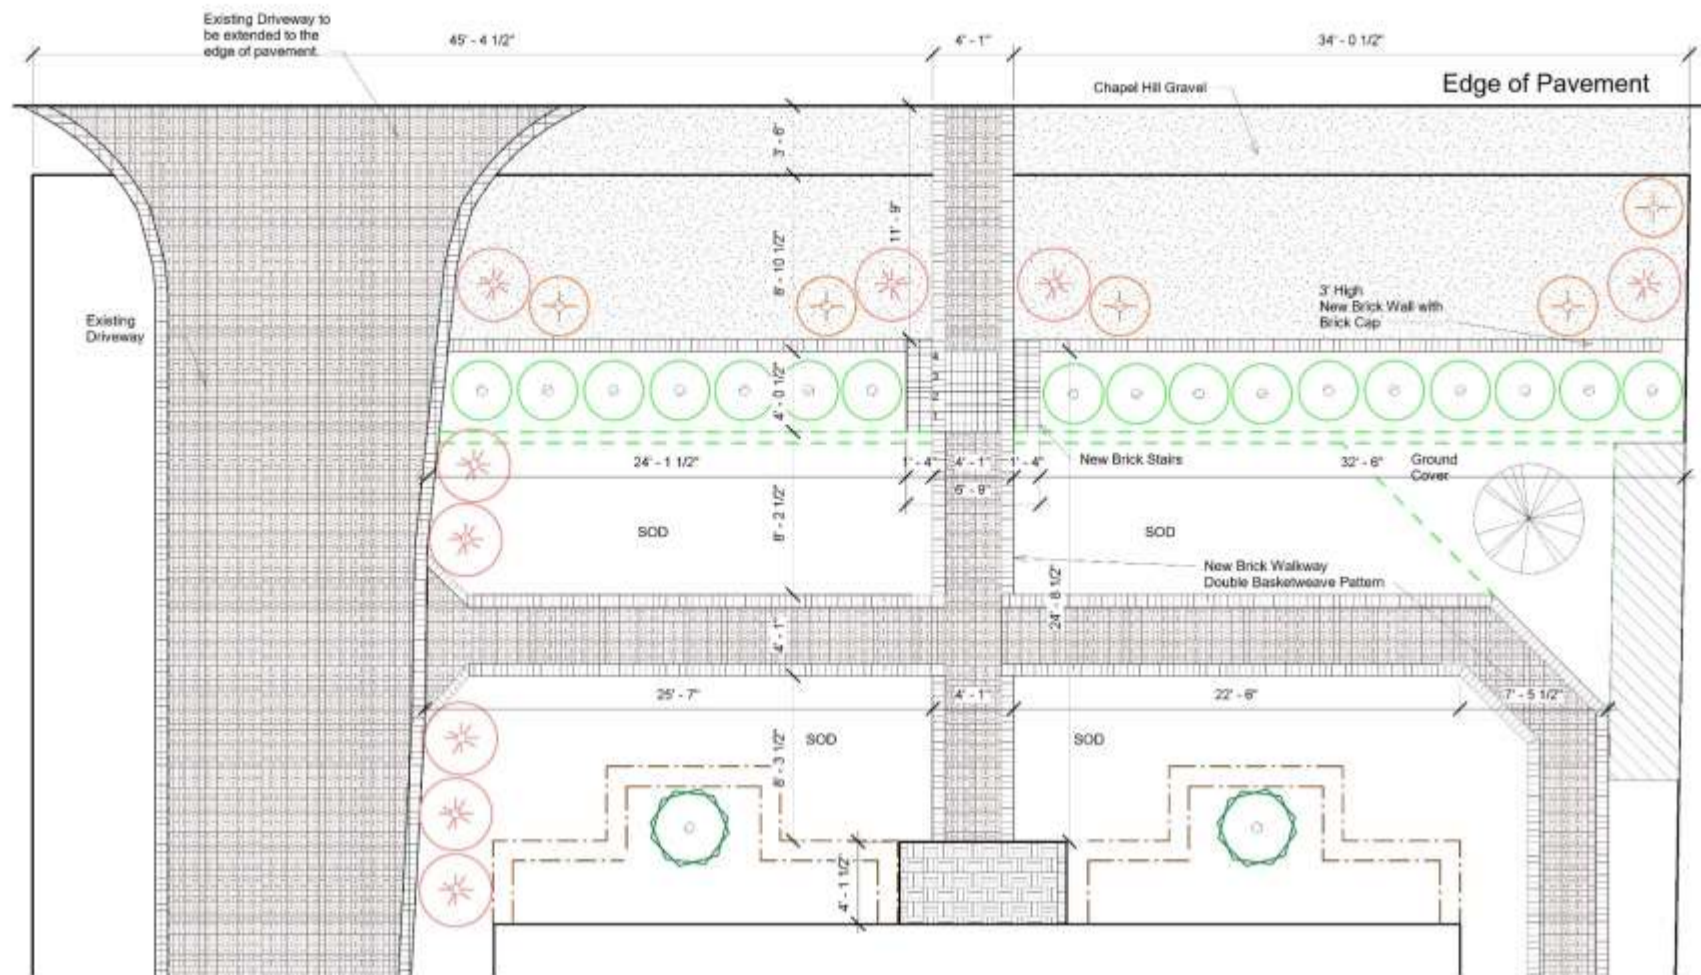 Existing Driveway to
be extended to the
edge of pavement.
45' - 4 1/2"
4' - 1"
34' - 0 1/2"
Chapel Hill Gravel
Edge of Pavement
3' - 6"
11' - 9"
8' - 10 1/2"
Existing
Driveway
3' High
New Brick Wall with
Brick Cap
4' - 0 1/2"
4
3
2
1
24' - 1 1/2"
1' - 4"
4' - 1"
1' - 4"
New Brick Stairs
32' - 6"
Ground
Cover
8' - 2 1/2"
SOD
SOD
New Brick Walkway
Double Basketweave Pattern
24' - 8 1/2"
4' - 1"
25' - 7"
4' - 1"
22' - 6"
7' - 5 1/2"
SOD
SOD
8' - 3 1/2"
4' - 1 1/2"